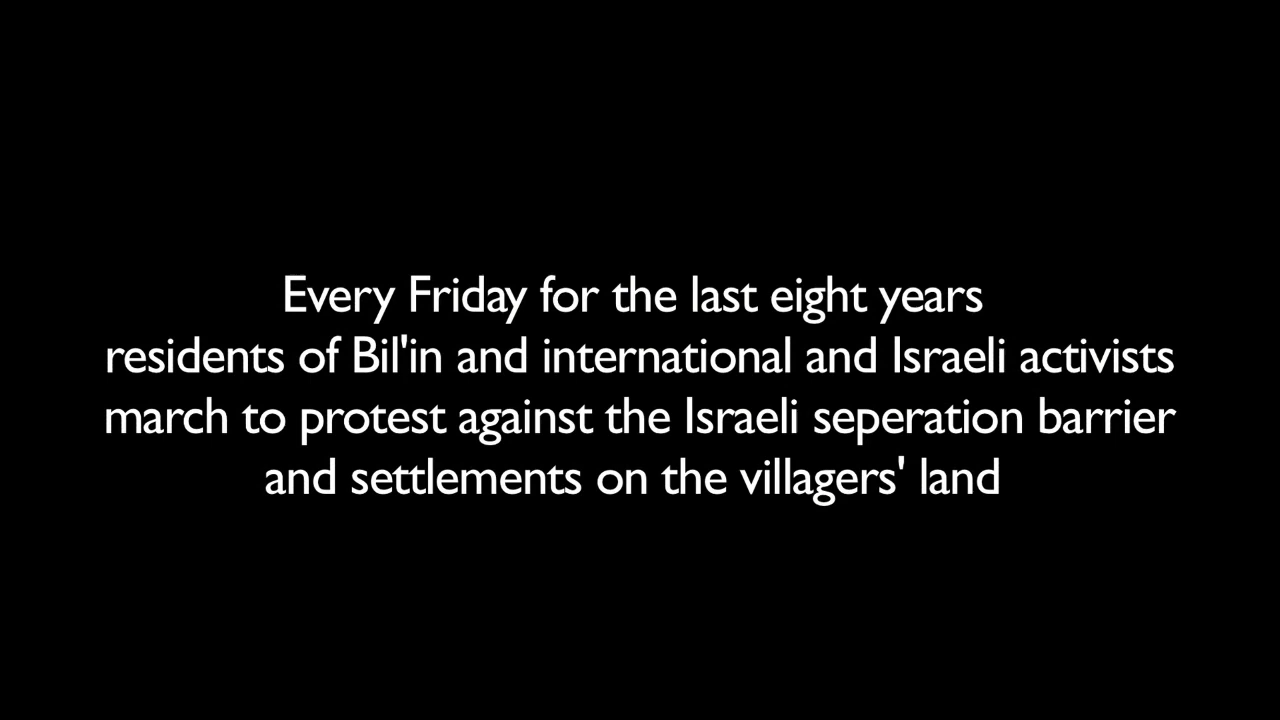 Every Friday for the last eight years
residents of Bil'in and international and Israeli activists
march to protest against the Israeli seperation barrier
and settlements on the villagers' land